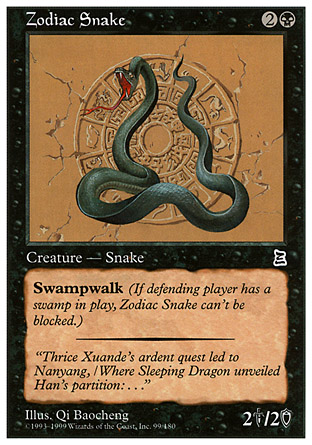 Zodiac Snake 2
Creature — Snake
Swampwalk (If defending player has a
swamp in play, Zodiac Snake can't be
blocked.)
“Thrice Xuande's ardent quest led to
Nanyang, / Where Sleeping Dragon unveiled
Han's partition: . . .”
Illus. Qi Baocheng
©1993-1999 Wizards of the Coast, Inc. 99/180
2/2